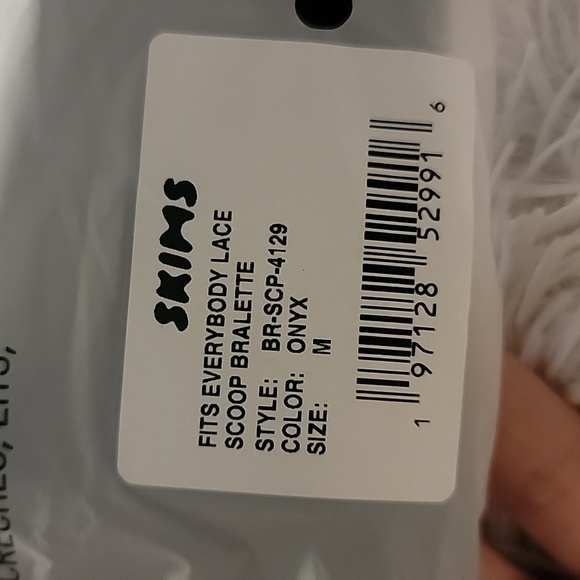 SKIMS
FITS EVERYBODY LACE
SCOOP BRALETTE
STYLE: BR-SCP-4129
COLOR: ONYX
SIZE: M
1 97128 52991 6